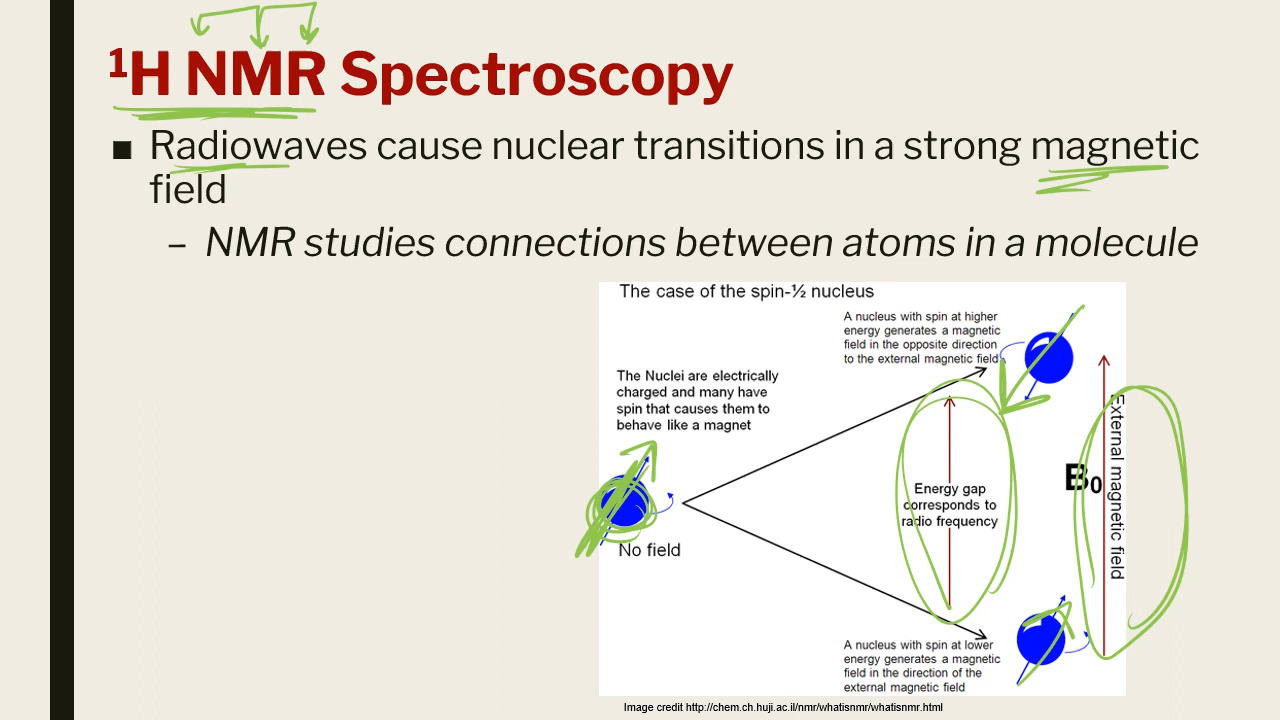 ¹H NMR Spectroscopy
■ Radiowaves cause nuclear transitions in a strong magnetic
field
– NMR studies connections between atoms in a molecule
The case of the spin-½ nucleus
A nucleus with spin at higher
energy generates a magnetic
field in the opposite direction
to the external magnetic field
The Nuclei are electrically
charged and many have
spin that causes them to
behave like a magnet
No field
Energy gap
corresponds to
radio frequency
B₀
External magnetic field
A nucleus with spin at lower
energy generates a magnetic
field in the direction of the
external magnetic field
Image credit http://chem.ch.huji.ac.il/nmr/whatisnmr/whatisnmr.html